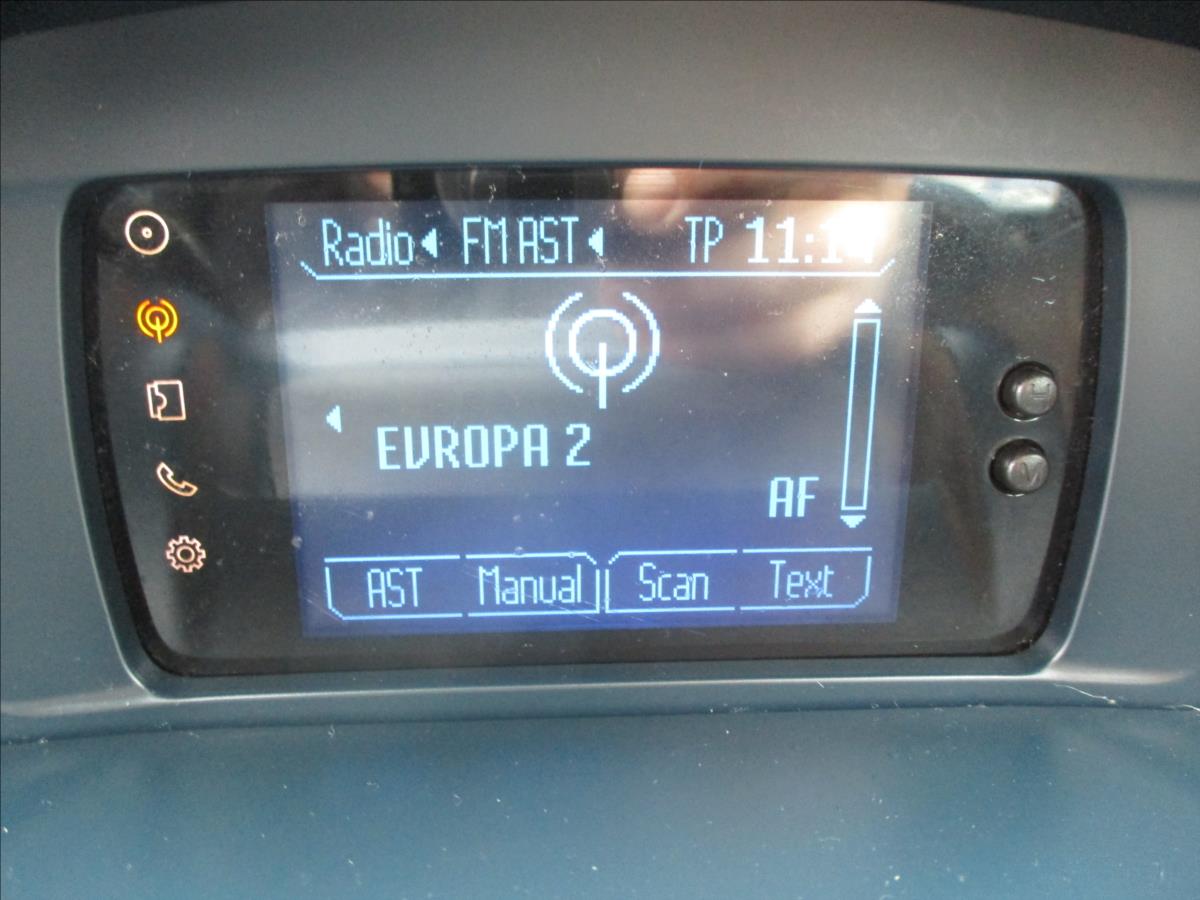 Radio FM AST TP
EVROPA 2
AF
AST Manual Scan Text